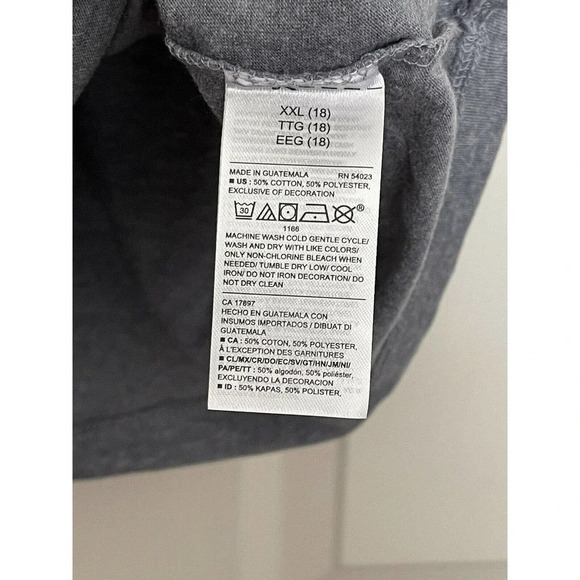 XXL (18)
TTG (18)
EEG (18)
MADE IN GUATEMALA RN 54023
■ US : 50% COTTON, 50% POLYESTER,
EXCLUSIVE OF DECORATION
30 ®
1166
MACHINE WASH COLD GENTLE CYCLE/
WASH AND DRY WITH LIKE COLORS/
ONLY NON-CHLORINE BLEACH WHEN
NEEDED/ TUMBLE DRY LOW/ COOL
IRON/ DO NOT IRON DECORATION/ DO
NOT DRY CLEAN
CA 17897
HECHO EN GUATEMALA CON
INSUMOS IMPORTADOS / DIBUAT DI
GUATEMALA
■ CA : 50% COTON, 50% POLYESTER,
À L'EXCEPTION DES GARNITURES
■ CL/MX/CR/DO/EC/SV/GT/HN/JM/NI/
PA/PE/TT : 50% algodón, 50% poliéster,
EXCLUYENDO LA DECORACION
■ ID : 50% KAPAS, 50% POLISTER,